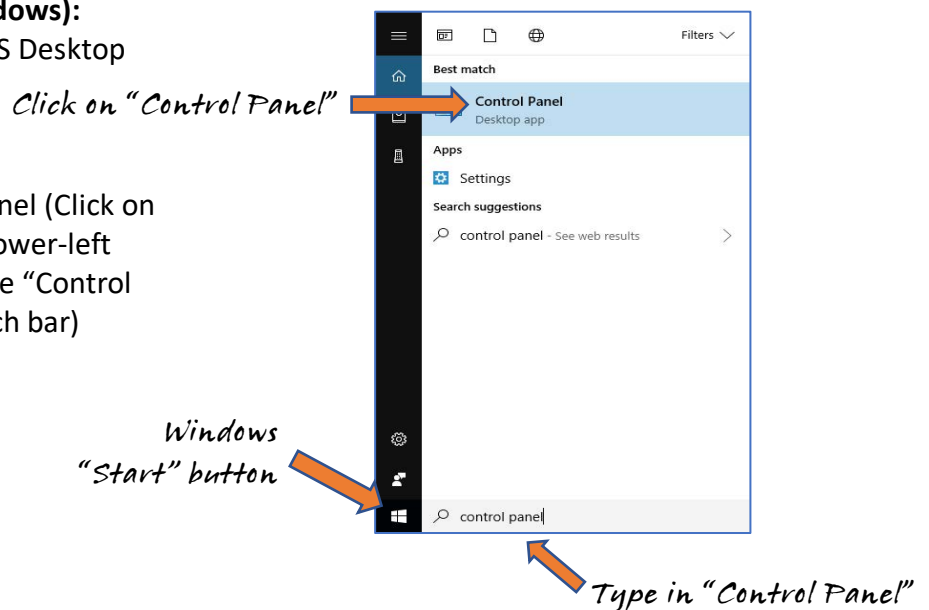 dows):
S Desktop
Click on “Control Panel”
nel (Click on
ower-left
e “Control
ch bar)
Windows
“Start” button
Filters
Best match
Control Panel
Desktop app
Apps
Settings
Search suggestions
control panel - See web results
control panel
Type in “Control Panel”